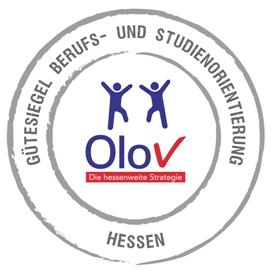 GÜTESIEGEL BERUFS- UND STUDIENORIENTIERUNG
OloV
Die hessenweite Strategie
HESSEN